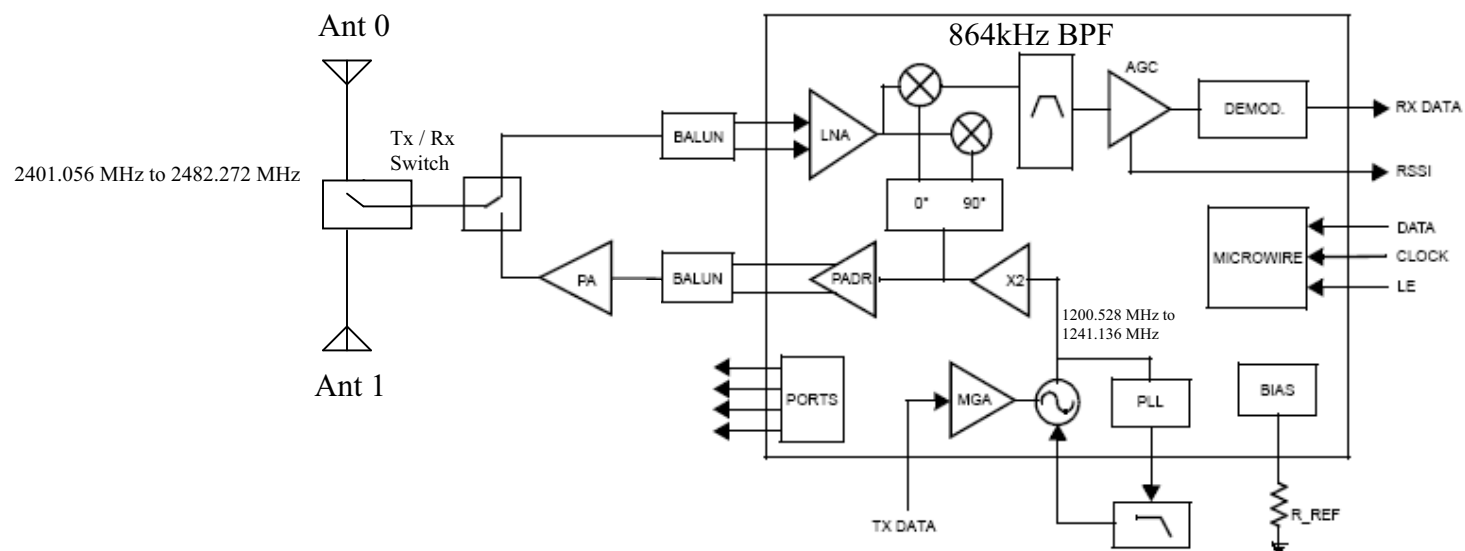 Ant 0
864kHz BPF
AGC
Tx / Rx
Switch
BALUN
LNA
DEMOD.
RX DATA
2401.056 MHz to 2482.272 MHz
RSSI
0° 90°
DATA
MICROWIRE
CLOCK
LE
PA
BALUN
PADR
X2
1200.528 MHz to
1241.136 MHz
Ant 1
PORTS
MGA
PLL
BIAS
TX DATA
R_REF